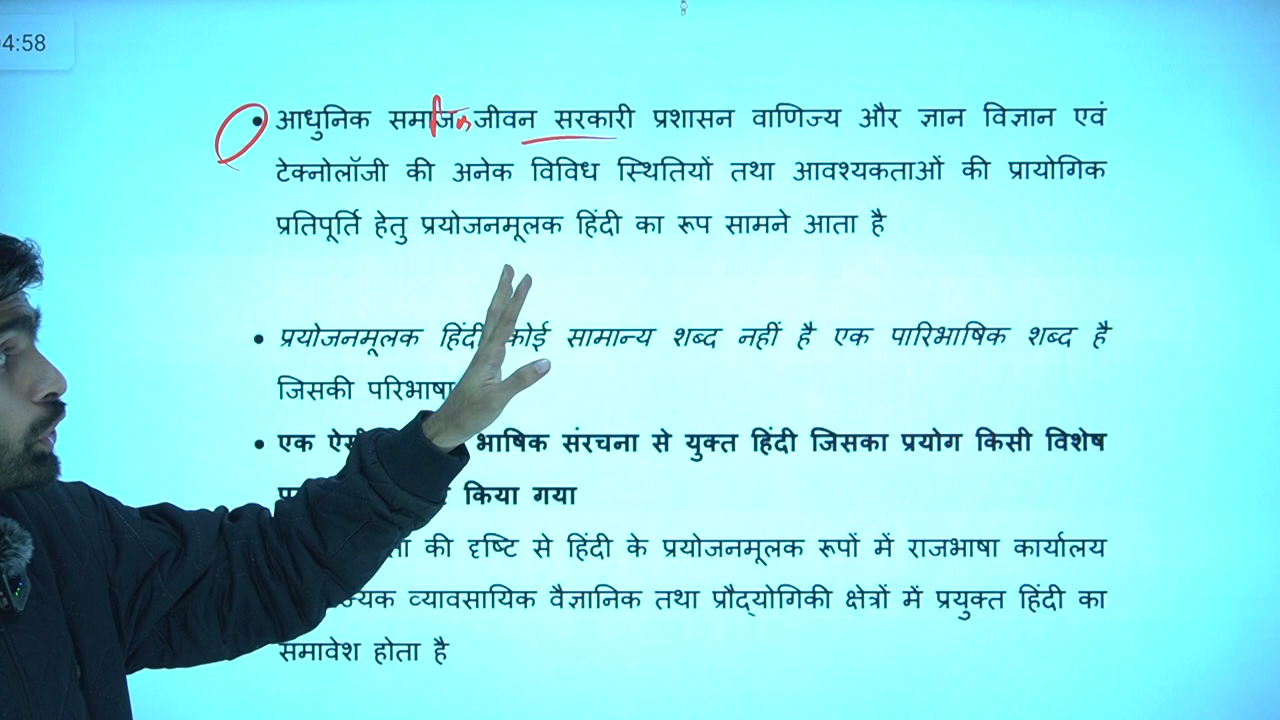 4:58
• आधुनिक समाज जीवन सरकारी प्रशासन वाणिज्य और ज्ञान विज्ञान एवं
टेक्नोलॉजी की अनेक विविध स्थितियों तथा आवश्यकताओं की प्रायोगिक
प्रतिपूर्ति हेतु प्रयोजनमूलक हिंदी का रूप सामने आता है
• प्रयोजनमूलक हिंदी कोई सामान्य शब्द नहीं है एक पारिभाषिक शब्द है
जिसकी परिभाषा
• एक भाषिक संरचना से युक्त हिंदी जिसका प्रयोग किसी विशेष
किया गया
की दृष्टि से हिंदी के प्रयोजनमूलक रूपों में राजभाषा कार्यालय
व्यावसायिक वैज्ञानिक तथा प्रौद्योगिकी क्षेत्रों में प्रयुक्त हिंदी का
समावेश होता है